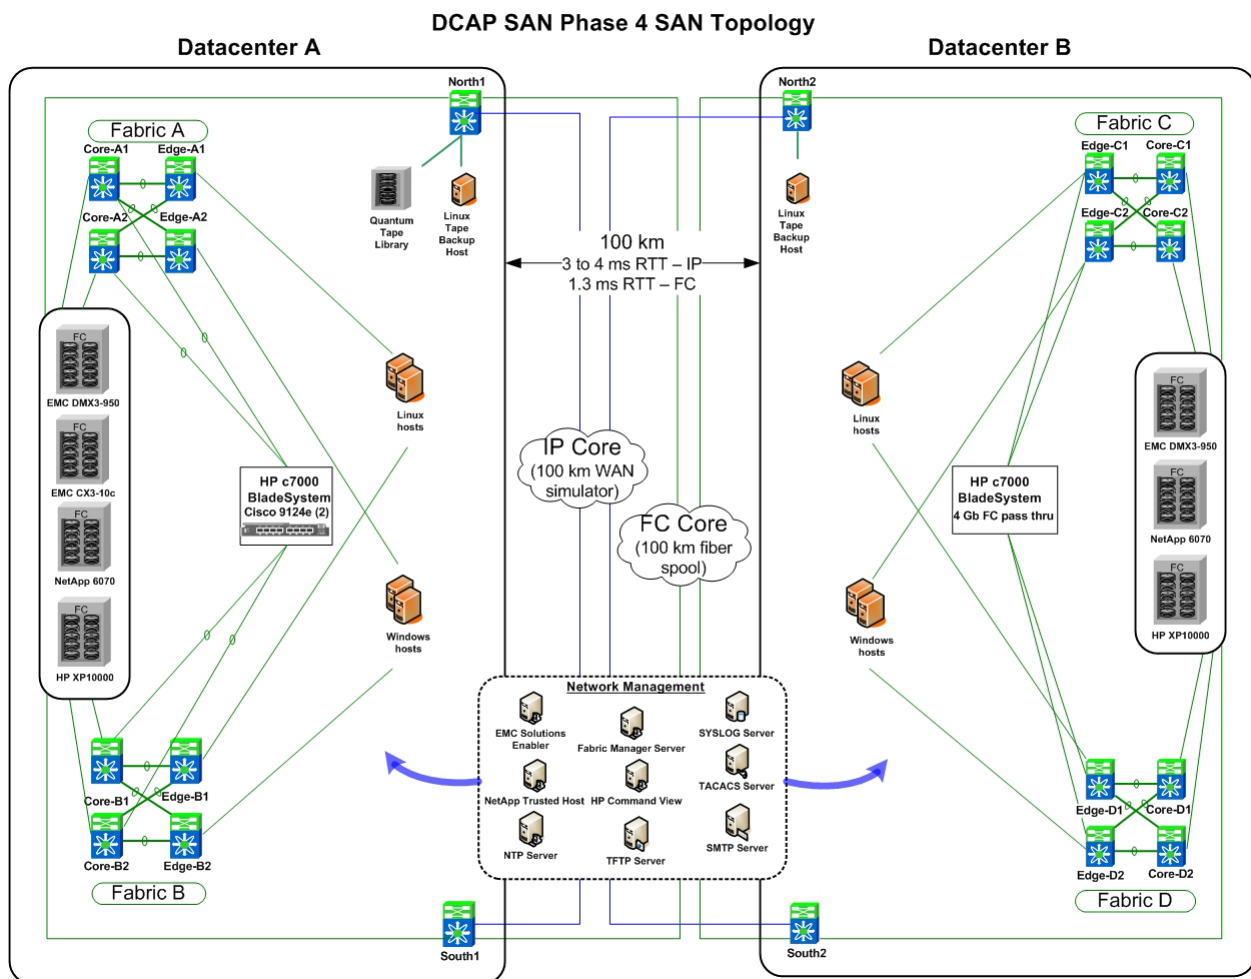 DCAP SAN Phase 4 SAN Topology
Datacenter A
Datacenter B
North1
North2
Fabric A
Core-A1
Edge-A1
Core-A2
Edge-A2
Quantum
Tape
Library
Linux
Tape
Backup
Host
Linux
Tape
Backup
Host
100 km
3 to 4 ms RTT – IP
1.3 ms RTT – FC
Fabric C
Edge-C1
Core-C1
Edge-C2
Core-C2
FC
EMC DMX3-950
FC
EMC CX3-10c
FC
NetApp 6070
FC
HP XP10000
Linux
hosts
HP c7000
BladeSystem
Cisco 9124e (2)
Windows
hosts
IP Core
(100 km WAN
simulator)
FC Core
(100 km fiber
spool)
Linux
hosts
HP c7000
BladeSystem
4 Gb FC pass thru
Windows
hosts
FC
EMC DMX3-950
FC
NetApp 6070
FC
HP XP10000
Network Management
EMC Solutions
Enabler
Fabric Manager Server
SYSLOG Server
NetApp Trusted Host
HP Command View
TACACS Server
NTP Server
TFTP Server
SMTP Server
Core-B1
Edge-B1
Core-B2
Edge-B2
Fabric B
Edge-D1
Core-D1
Edge-D2
Core-D2
Fabric D
South1
South2